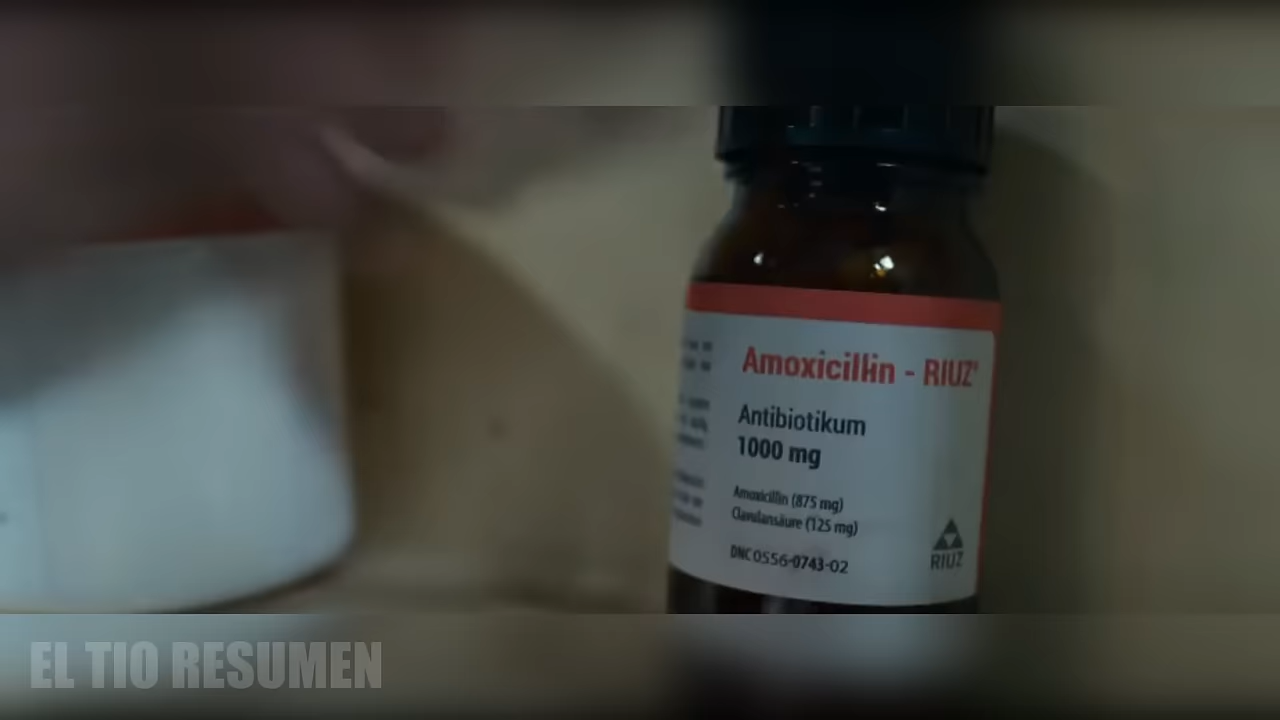 Amoxicillin - RIUZ®
Antibiotikum
1000 mg
Amoxicillin (875 mg)
Clavulansäure (125 mg)
DNC 0556-0743-02
RIUZ
EL TIO RESUMEN